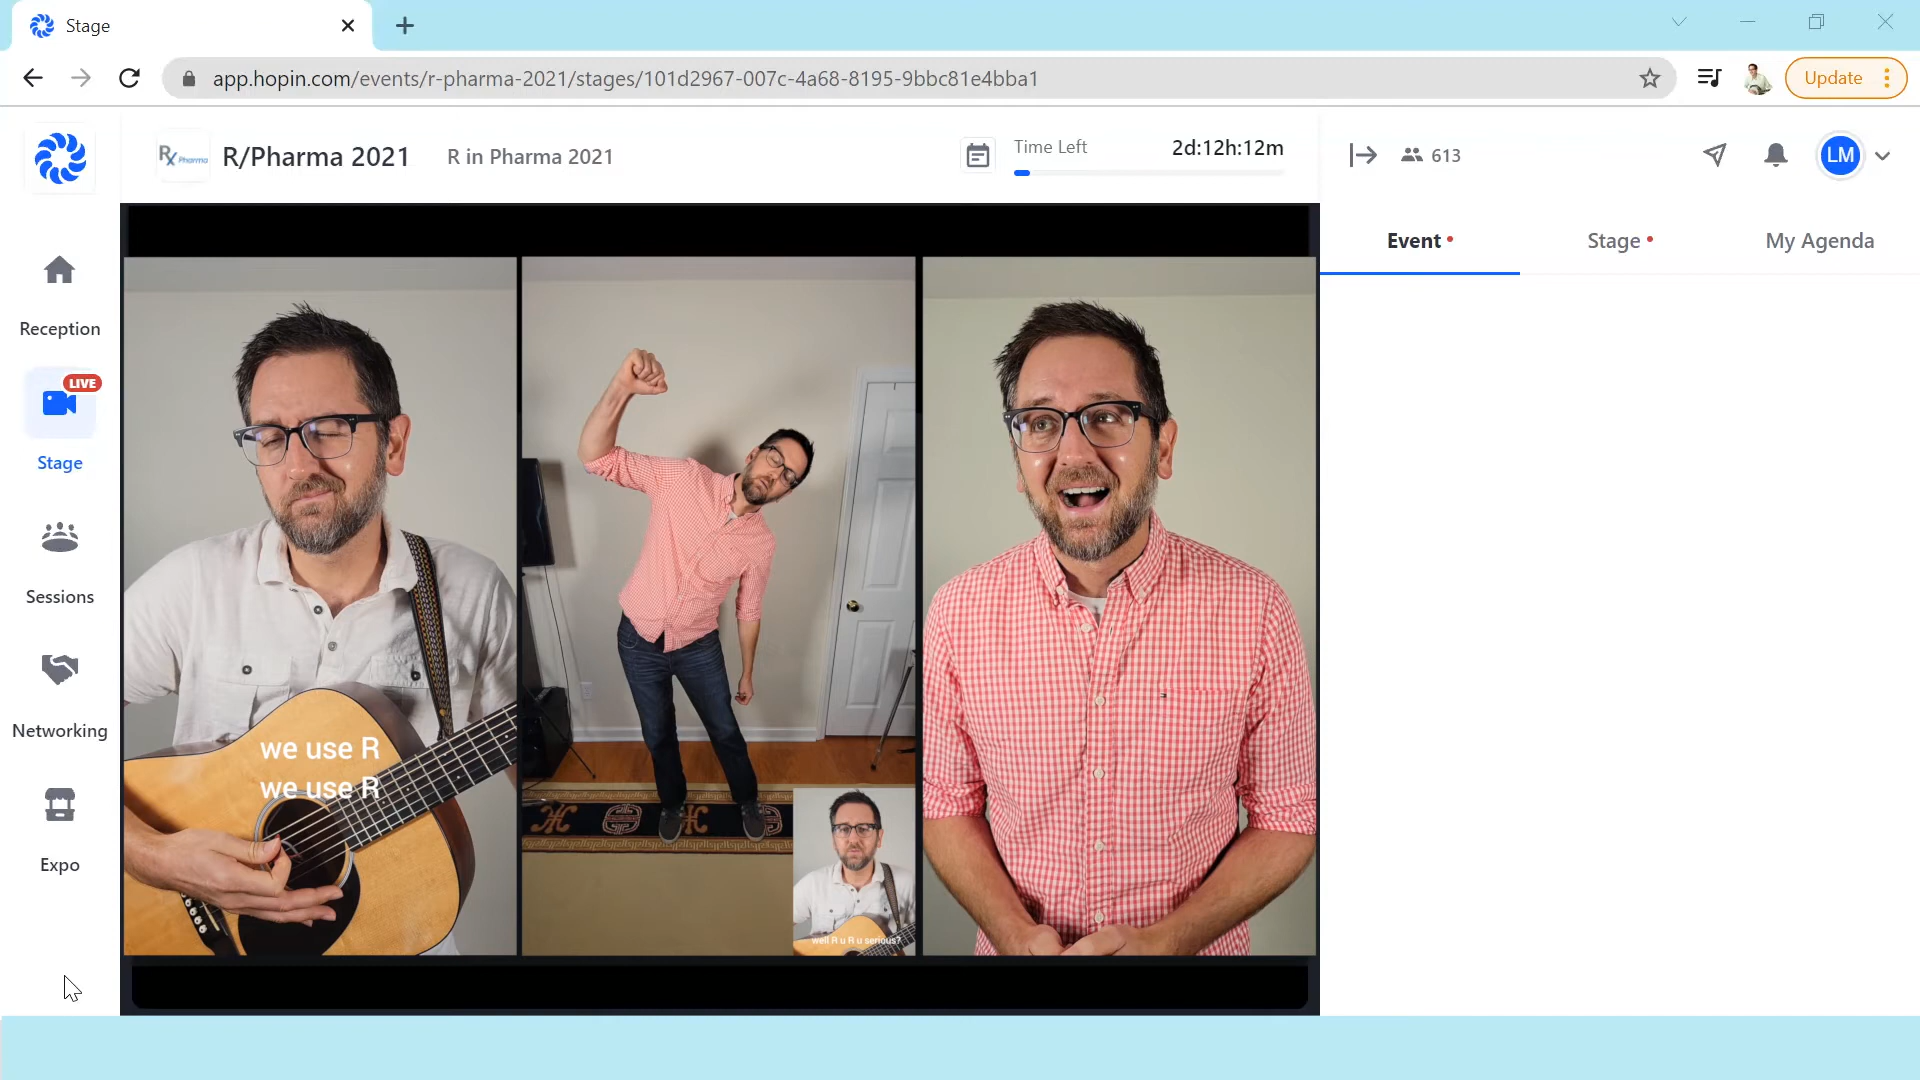 Stage
app.hopin.com/events/r-pharma-2021/stages/101d2967-007c-4a68-8195-9bbc81e4bba1
Update
Rx Pharma
R/Pharma 2021
R in Pharma 2021
Time Left
2d:12h:12m
613
LM
Event
Stage
My Agenda
Reception
LIVE
Stage
Sessions
Networking
Expo
we use R
we use R
well R u R u serious?